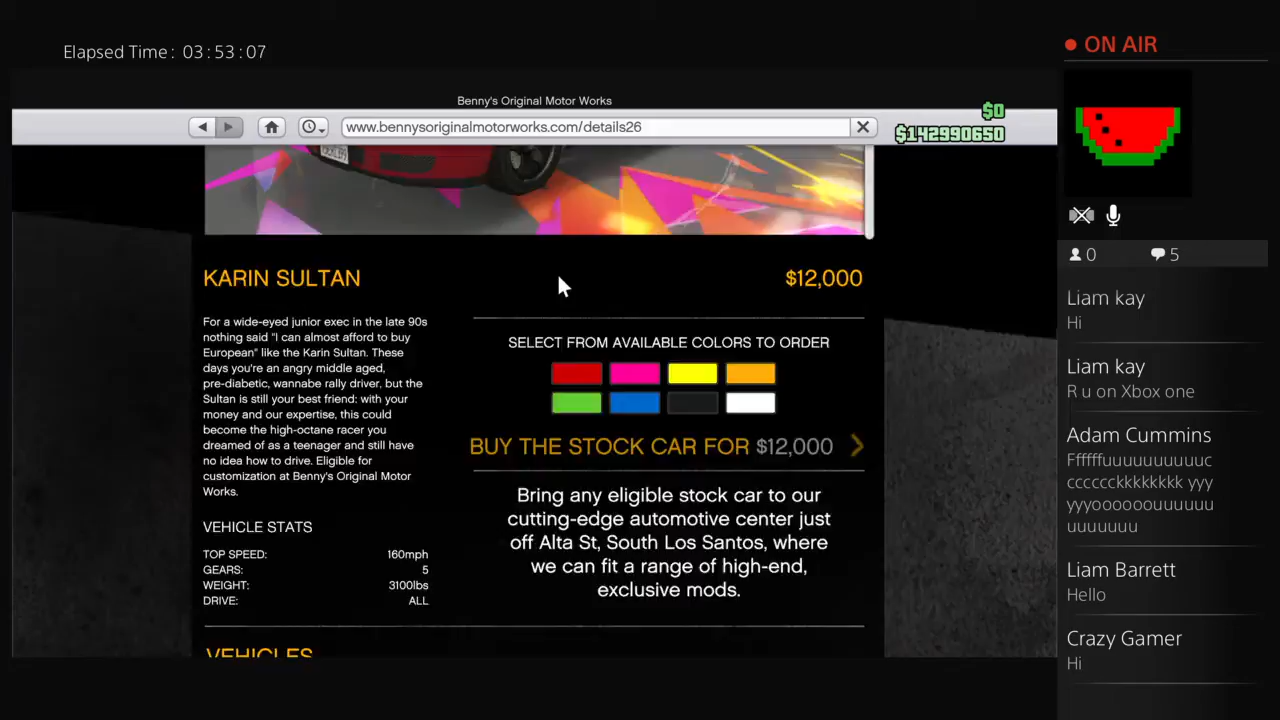 Elapsed Time: 03:53:07
ON AIR
Benny's Original Motor Works
www.bennysoriginalmotorworks.com/details26
$0
$142990650
KARIN SULTAN
$12,000
For a wide-eyed junior exec in the late 90s
nothing said "I can almost afford to buy
European" like the Karin Sultan. These
days you're an angry middle aged,
pre-diabetic, wannabe rally driver, but the
Sultan is still your best friend: with your
money and our expertise, this could
become the high-octane racer you
dreamed of as a teenager and still have
no idea how to drive. Eligible for
customization at Benny's Original Motor
Works.
VEHICLE STATS
TOP SPEED: 160mph
GEARS: 5
WEIGHT: 3100lbs
DRIVE: ALL
SELECT FROM AVAILABLE COLORS TO ORDER
BUY THE STOCK CAR FOR $12,000
Bring any eligible stock car to our
cutting-edge automotive center just
off Alta St, South Los Santos, where
we can fit a range of high-end,
exclusive mods.
VEHICLES
0
5
Liam kay
Hi
Liam kay
R u on Xbox one
Adam Cummins
Ffffffuuuuuuuuuuc
ccccccckkkkkkkk yyy
yyyoooooouuuuuu
uuuuuuu
Liam Barrett
Hello
Crazy Gamer
Hi